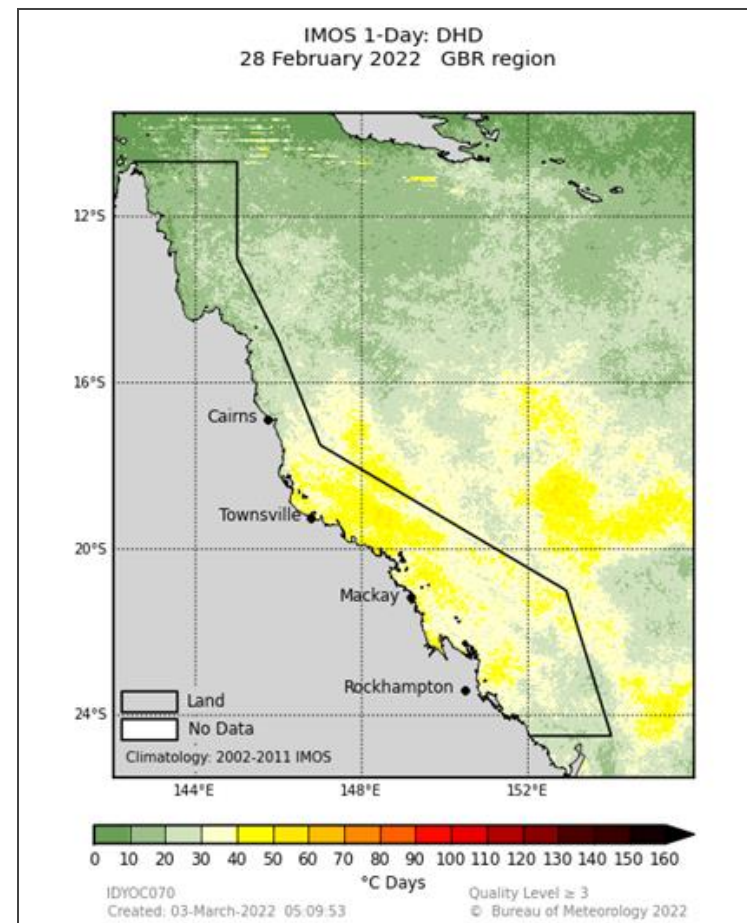 IMOS 1-Day: DHD
28 February 2022 GBR region
12°S
16°S
Cairns
Townsville
20°S
Mackay
Rockhampton
24°S
Land
No Data
Climatology: 2002-2011 IMOS
144°E 148°E 152°E
0 10 20 30 40 50 60 70 80 90 100 110 120 130 140 150 160
°C Days
IDYOC070 Quality Level ≥ 3
Created: 03-March-2022 05:09:53 © Bureau of Meteorology 2022